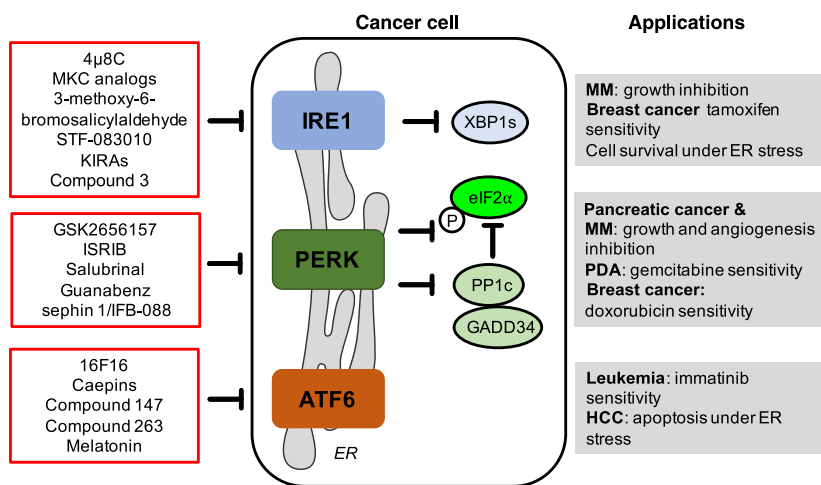 Cancer cell
Applications
4µ8C
MKC analogs
3-methoxy-6-
bromosalicylaldehyde
STF-083010
KIRAs
Compound 3
IRE1
XBP1s
MM: growth inhibition
Breast cancer tamoxifen
sensitivity
Cell survival under ER stress
GSK2656157
ISRIB
Salubrinal
Guanabenz
sephin 1/IFB-088
PERK
eIF2α
P
PP1c
GADD34
Pancreatic cancer &
MM: growth and angiogenesis
inhibition
PDA: gemcitabine sensitivity
Breast cancer:
doxorubicin sensitivity
16F16
Caepins
Compound 147
Compound 263
Melatonin
ATF6
ER
Leukemia: immatinib
sensitivity
HCC: apoptosis under ER
stress